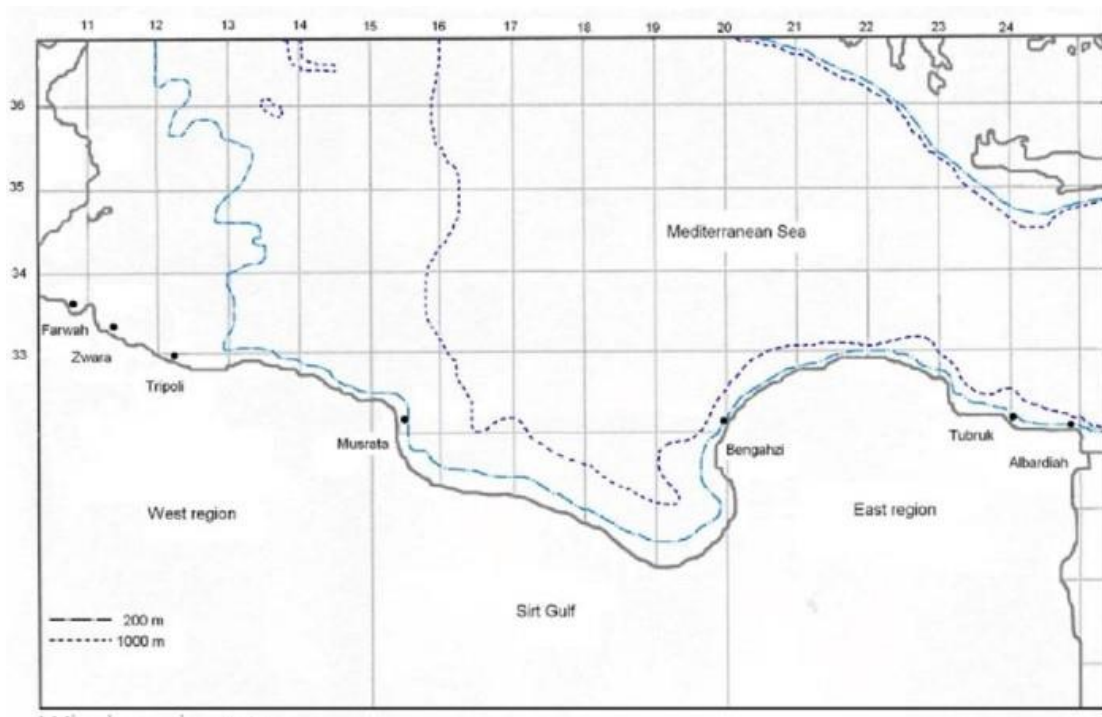 11 12 13 14 15 16 17 18 19 20 21 22 23 24
36
35
Mediterranean Sea
34
Farwah
33
Zwara
Tripoli
Musrata
Bengahzi
Tubruk
Albardiah
West region
East region
Sirt Gulf
200 m
1000 m